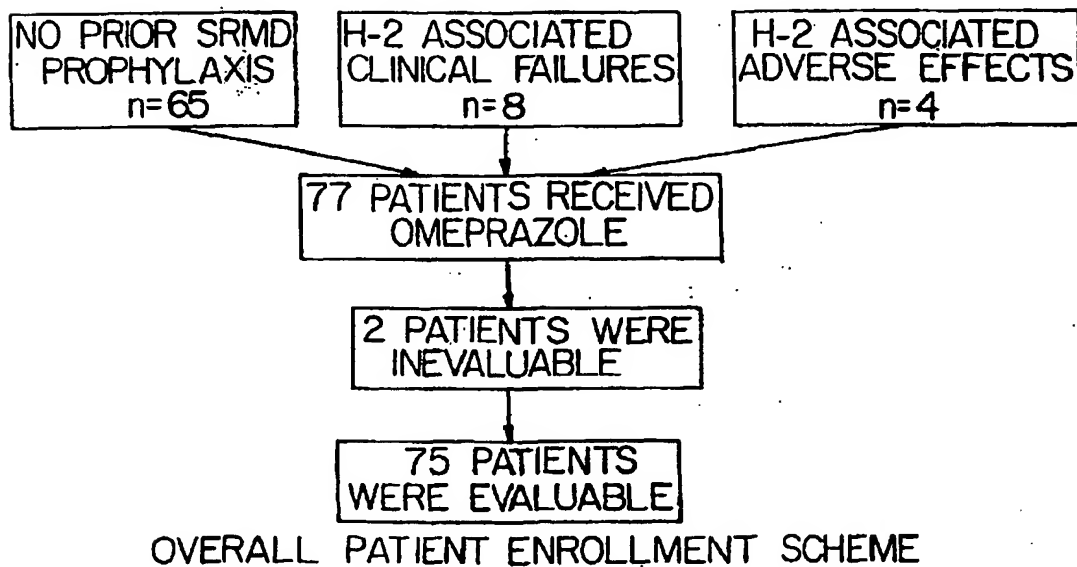 NO PRIOR SRMD
PROPHYLAXIS
n=65
H-2 ASSOCIATED
CLINICAL FAILURES
n=8
H-2 ASSOCIATED
ADVERSE EFFECTS
n=4
77 PATIENTS RECEIVED
OMEPRAZOLE
2 PATIENTS WERE
INEVALUABLE
75 PATIENTS
WERE EVALUABLE
OVERALL PATIENT ENROLLMENT SCHEME